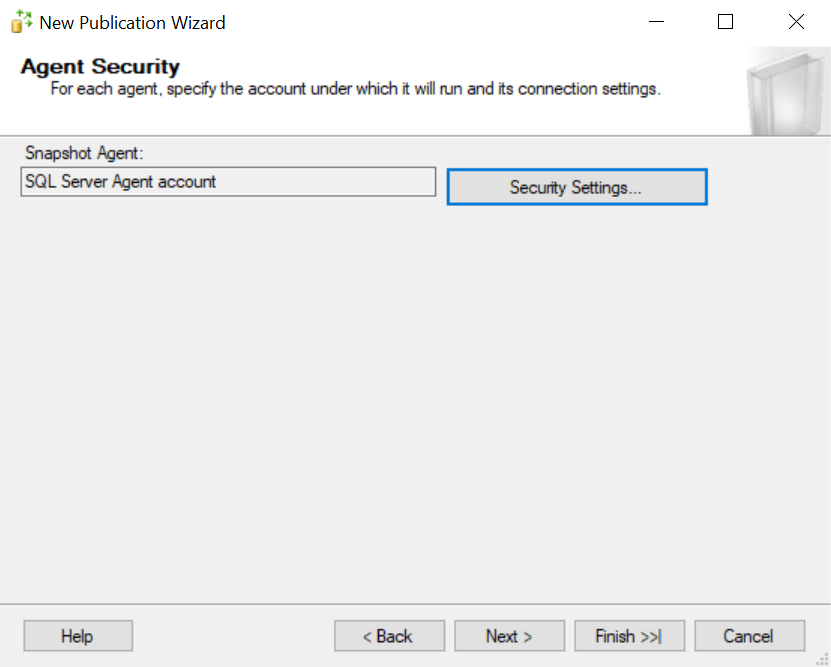 New Publication Wizard
Agent Security
For each agent, specify the account under which it will run and its connection settings.
Snapshot Agent:
SQL Server Agent account
Security Settings...
Help
< Back
Next >
Finish >>|
Cancel